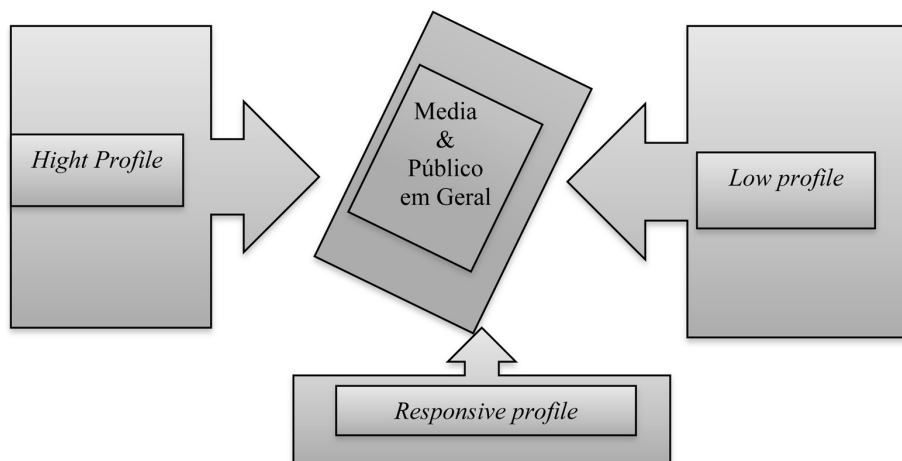 Hight Profile
Media
&
Público
em Geral
Low profile
Responsive profile